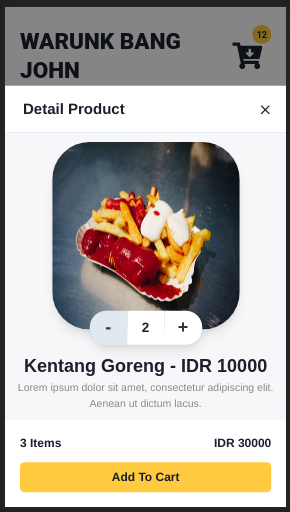 WARUNK BANG
JOHN
12
Detail Product
×
- 2 +
Kentang Goreng - IDR 10000
Lorem ipsum dolor sit amet, consectetur adipiscing elit.
Aenean ut dictum lacus.
3 Items IDR 30000
Add To Cart